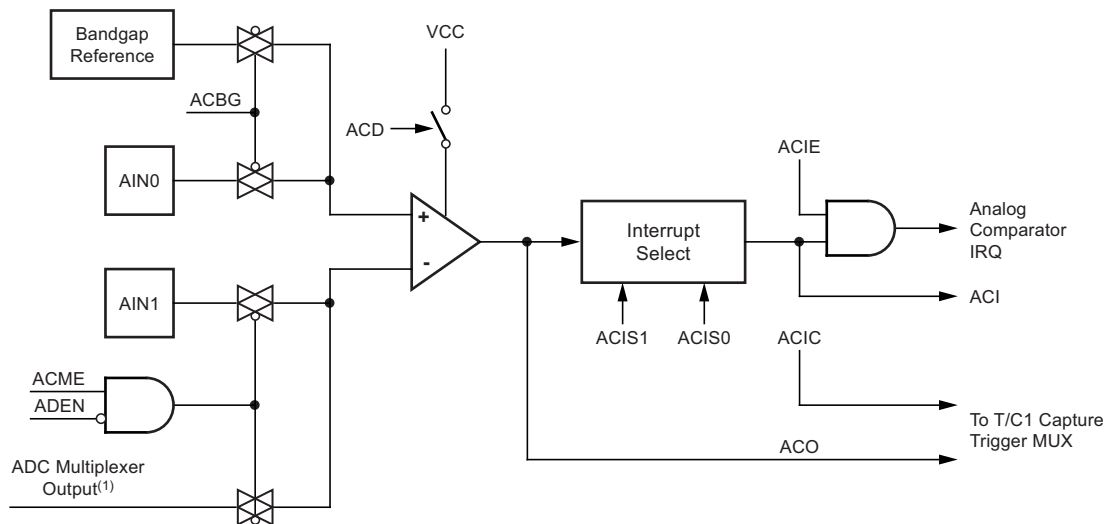 Bandgap
Reference
VCC
ACBG
ACD
AIN0
ACIE
+
Interrupt
Select
Analog
Comparator
IRQ
-
AIN1
ACI
ACIS1
ACIS0
ACIC
ACME
ADEN
To T/C1 Capture
Trigger MUX
ACO
ADC Multiplexer
Output(1)